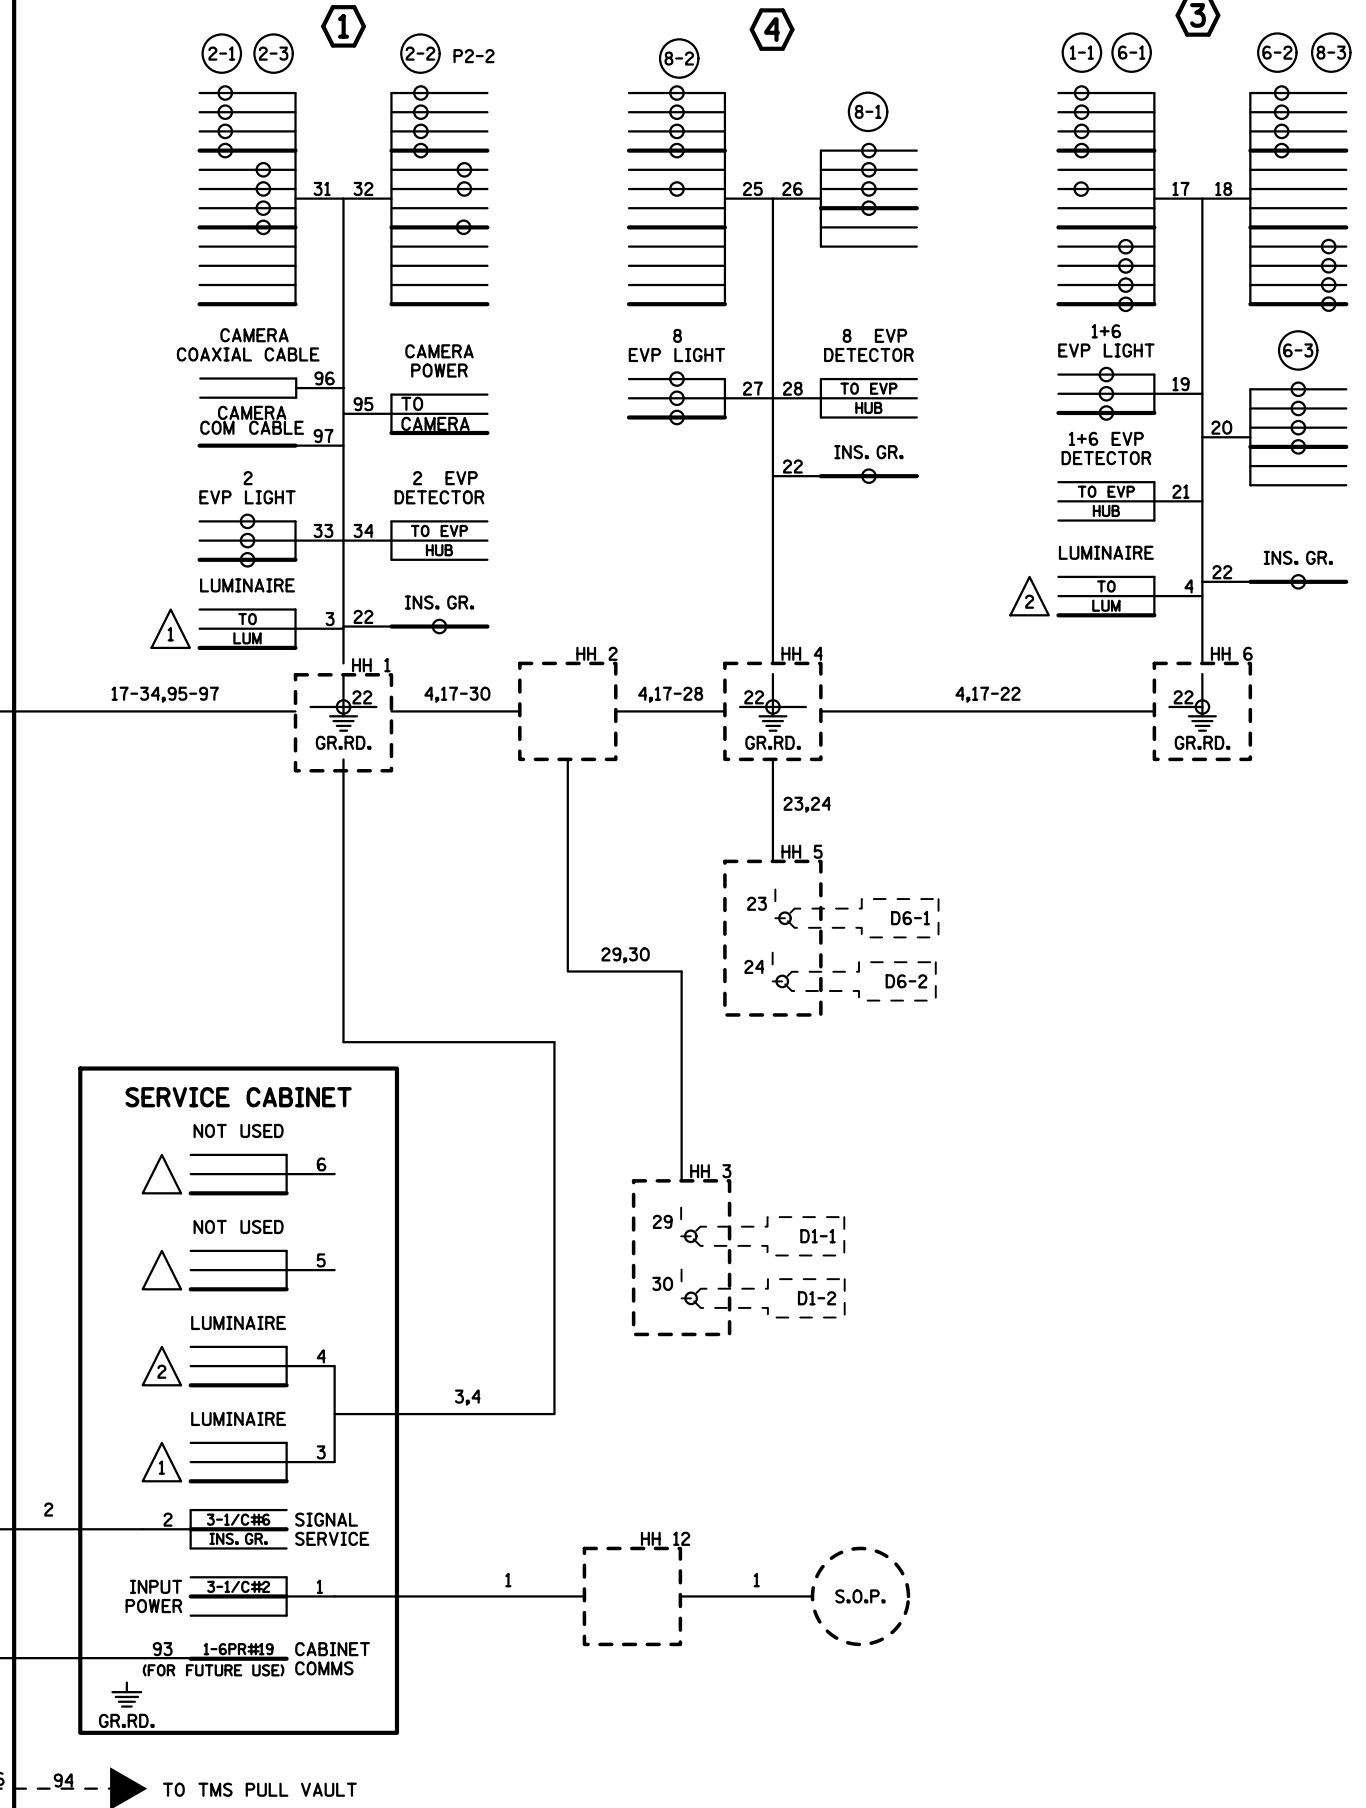 1
4
3
2-1 2-3
2-2 P2-2
8-2
8-1
1-1 6-1
6-2 8-3
31 32
25 26
17 18
CAMERA
COAXIAL CABLE
96
CAMERA
POWER
95 TO
CAMERA
CAMERA
COM CABLE
97
2
EVP LIGHT
33 34
2 EVP
DETECTOR
TO EVP
HUB
LUMINAIRE
1
TO
LUM
3 22
INS. GR.
8
EVP LIGHT
27 28
8 EVP
DETECTOR
TO EVP
HUB
22
INS. GR.
1+6
EVP LIGHT
19
6-3
20
1+6 EVP
DETECTOR
TO EVP
HUB
21
LUMINAIRE
2
TO
LUM
4 22
INS. GR.
HH 1
HH 2
HH 4
HH 6
17-34,95-97
22
GR.RD.
4,17-30
4,17-28
22
GR.RD.
4,17-22
22
GR.RD.
23,24
HH 5
23
D6-1
24
D6-2
29,30
HH 3
29
D1-1
30
D1-2
SERVICE CABINET
NOT USED
6
NOT USED
5
LUMINAIRE
2
4
3,4
LUMINAIRE
1
3
2
2 3-1/C#6 SIGNAL
INS. GR. SERVICE
INPUT
POWER
3-1/C#2 1
1
HH 12
1
S.O.P.
93 1-6PR#19 CABINET
(FOR FUTURE USE) COMMS
GR.RD.
94
TO TMS PULL VAULT